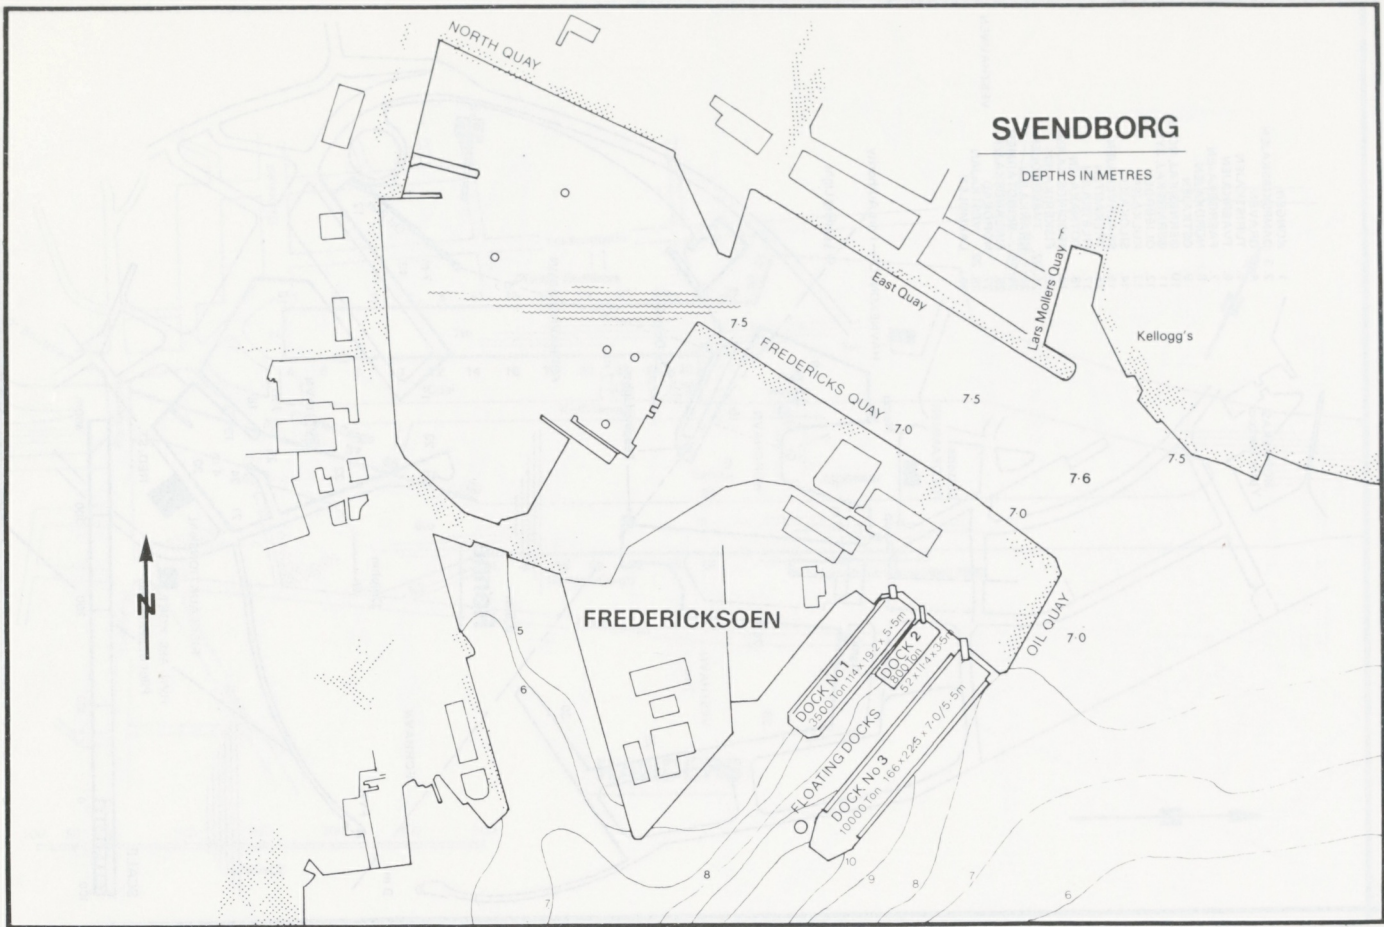 NORTH QUAY
SVENDBORG
DEPTHS IN METRES
East Quay
Lars Mollers Quay
Kellogg's
7·5
FREDERICKS QUAY
7·5
7·0
7·5
7·6
7·0
N
FREDERICKSOEN
5
6
OIL QUAY
7·0
DOCK No 1
3500 Ton 114 x 19·2 x 5·5m
DOCK 2
800 Ton
52 x 11·4 x 3·5m
FLOATING DOCKS
DOCK No 3
10000 Ton 166 x 22·5 x 7·0/5·5m
10
9
8
8
7
7
6